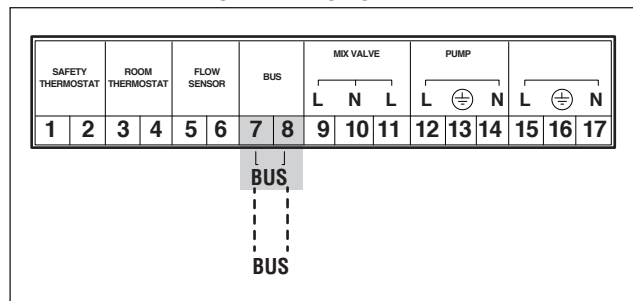 SAFETY THERMOSTAT ROOM THERMOSTAT FLOW SENSOR BUS MIX VALVE PUMP
L N L L N L N
1 2 3 4 5 6 7 8 9 10 11 12 13 14 15 16 17
BUS
BUS